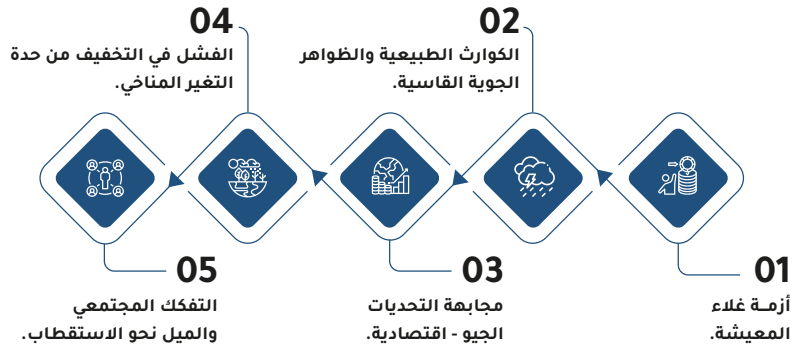 01
أزمـة غلاء
المعيشة.
02
الكوارث الطبيعية والظواهر
الجوية القاسية.
03
مجابهة التحديات
الجيو - اقتصادية.
04
الفشل في التخفيف من حدة
التغير المناخي.
05
التفكك المجتمعي
والميل نحو الاستقطاب.